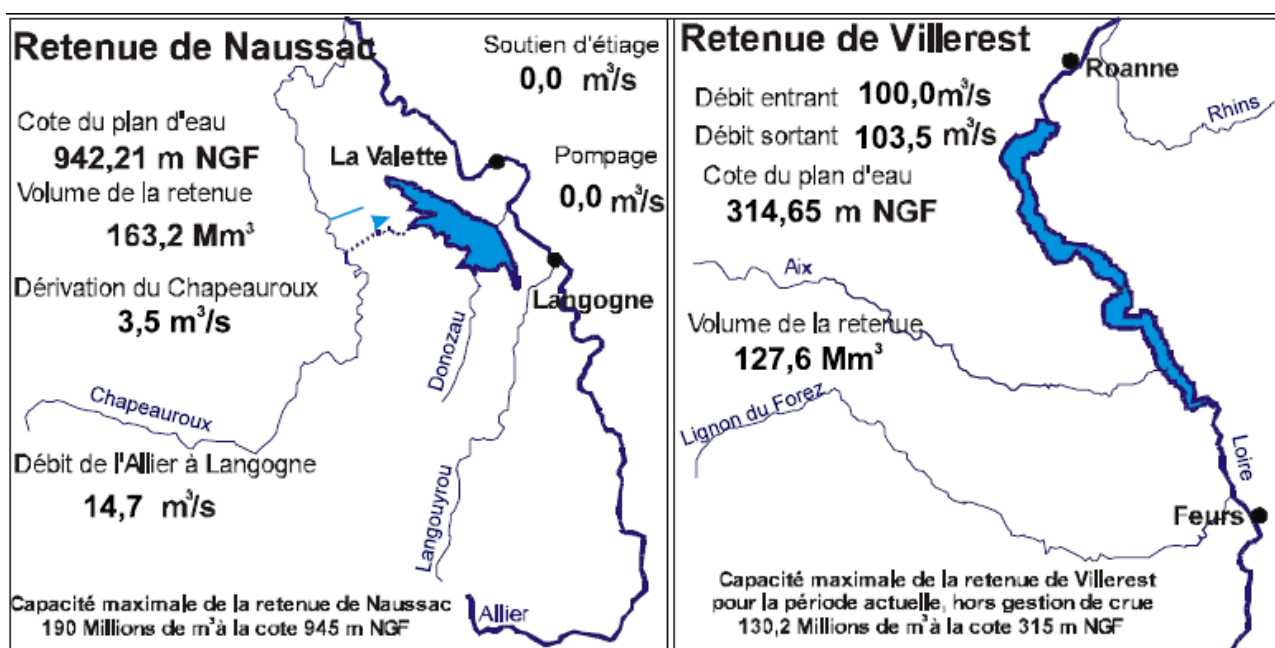 Retenue de Naussac
Soutien d'étiage
0,0 m³/s
Cote du plan d'eau
942,21 m NGF
La Valette
Pompage
0,0 m³/s
Volume de la retenue
163,2 Mm³
Dérivation du Chapeauroux
3,5 m³/s
Langogne
Donozau
Chapeauroux
Débit de l'Allier à Langogne
14,7 m³/s
Langouyrou
Allier
Capacité maximale de la retenue de Naussac
190 Millions de m³ à la cote 945 m NGF
Retenue de Villerest
Roanne
Débit entrant 100,0 m³/s
Rhins
Débit sortant 103,5 m³/s
Cote du plan d'eau
314,65 m NGF
Aix
Volume de la retenue
127,6 Mm³
Lignon du Forez
Loire
Feurs
Capacité maximale de la retenue de Villerest
pour la période actuelle, hors gestion de crue
130,2 Millions de m³ à la cote 315 m NGF